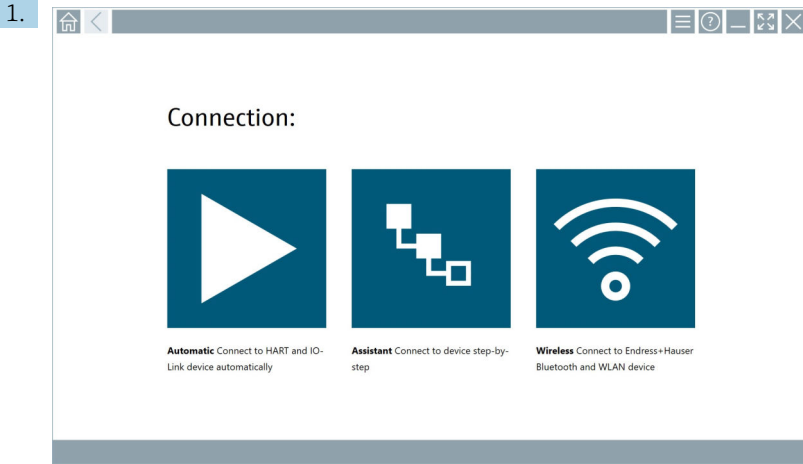 1.
Connection:
Automatic Connect to HART and IO-
Link device automatically
Assistant Connect to device step-by-
step
Wireless Connect to Endress+Hauser
Bluetooth and WLAN device